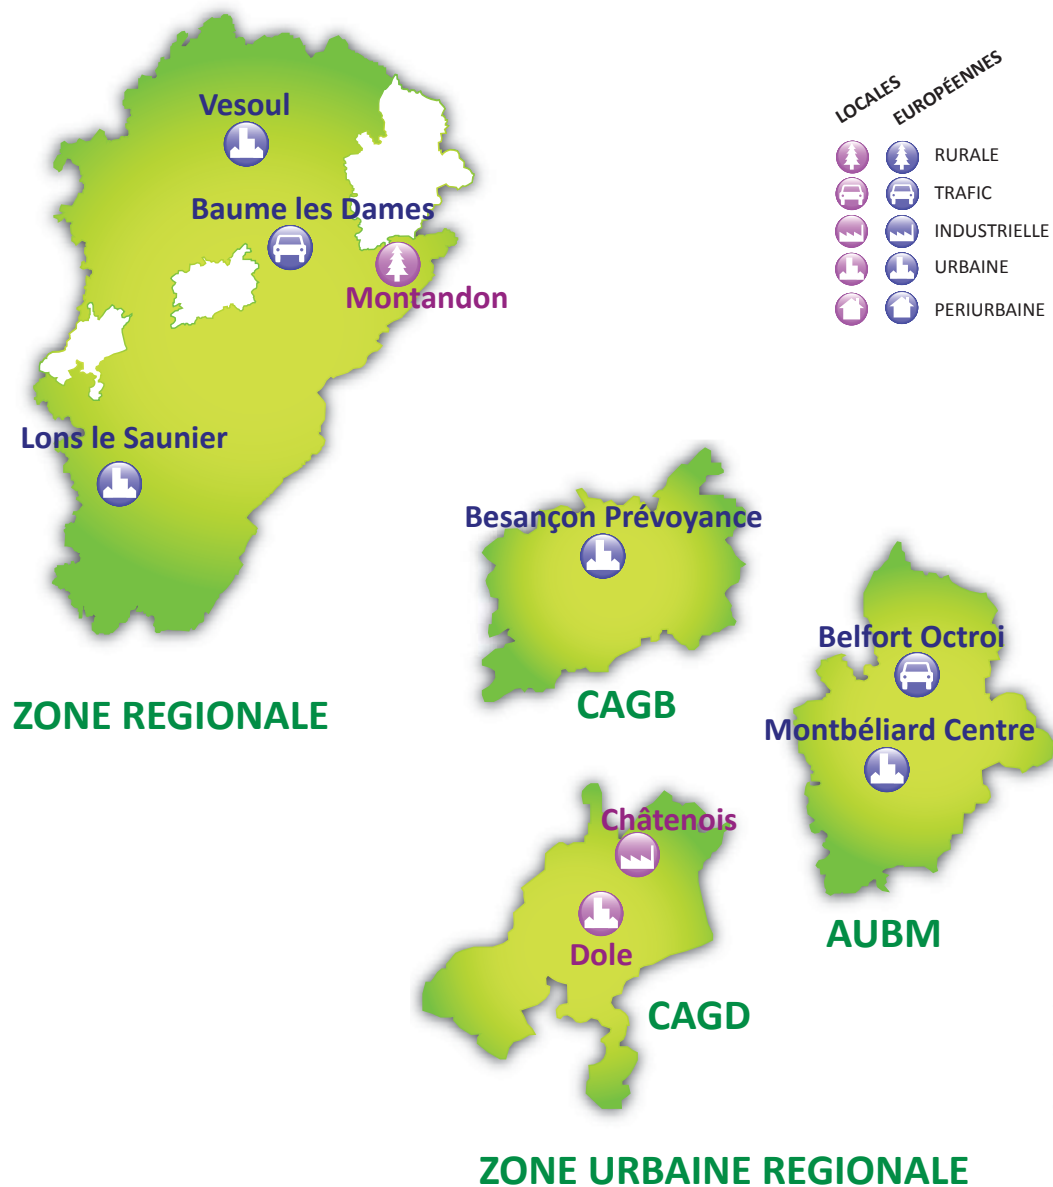 Vesoul
Baume les Dames
Montandon
Lons le Saunier
ZONE REGIONALE
LOCALES
EUROPÉENNES
RURALE
TRAFIC
INDUSTRIELLE
URBAINE
PERIURBAINE
Besançon Prévoyance
CAGB
Belfort Octroi
Montbéliard Centre
AUBM
Châtenois
Dole
CAGD
ZONE URBAINE REGIONALE